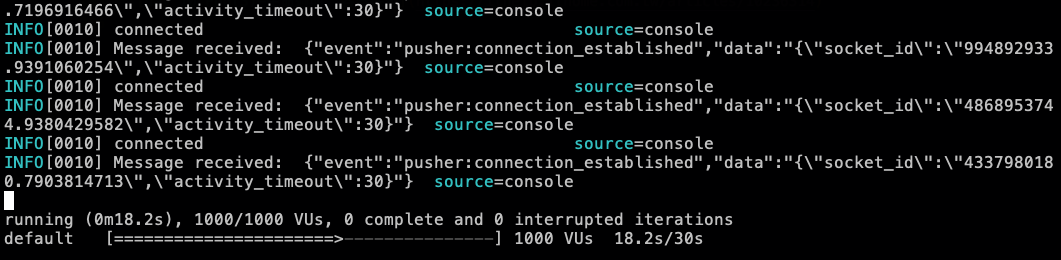 .7196916466\",\"activity_timeout\":30}"}  source=console
INFO[0010] connected                                     source=console
INFO[0010] Message received:  {"event":"pusher:connection_established","data":"{\"socket_id\":\"994892933
.9391060254\",\"activity_timeout\":30}"}  source=console
INFO[0010] connected                                     source=console
INFO[0010] Message received:  {"event":"pusher:connection_established","data":"{\"socket_id\":\"486895374
4.9380429582\",\"activity_timeout\":30}"}  source=console
INFO[0010] connected                                     source=console
INFO[0010] Message received:  {"event":"pusher:connection_established","data":"{\"socket_id\":\"433798018
0.7903814713\",\"activity_timeout\":30}"}  source=console
running (0m18.2s), 1000/1000 VUs, 0 complete and 0 interrupted iterations
default   [======================>---------------] 1000 VUs  18.2s/30s